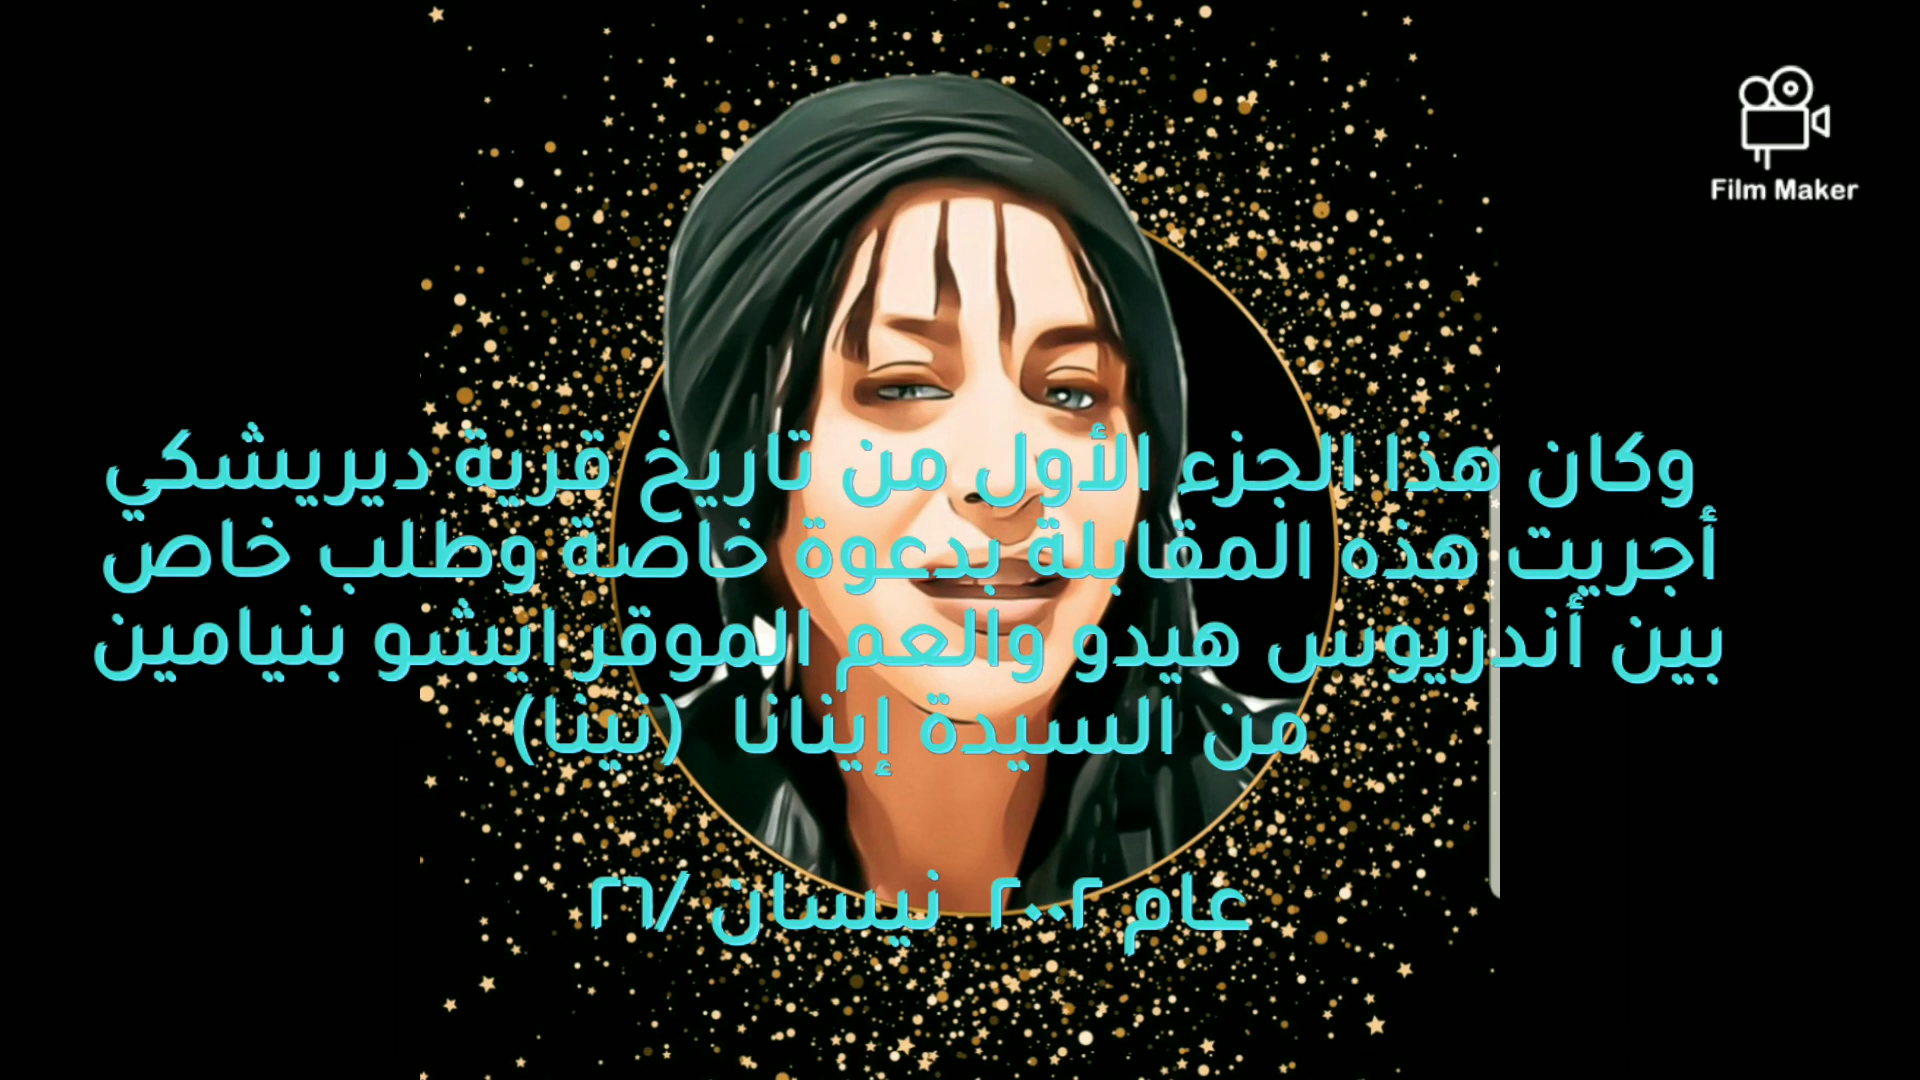 Film Maker
وكان هذا الجزء الأول من تاريخ قرية ديريشكي
أجريت هذه المقابلة بدعوة خاصة وطلب خاص
بين أندريوس هيدو والعم الموقر ايشو بنيامين
من السيدة إينانا (نينا)
عام ٢٠٠٢ نيسان /٢٦